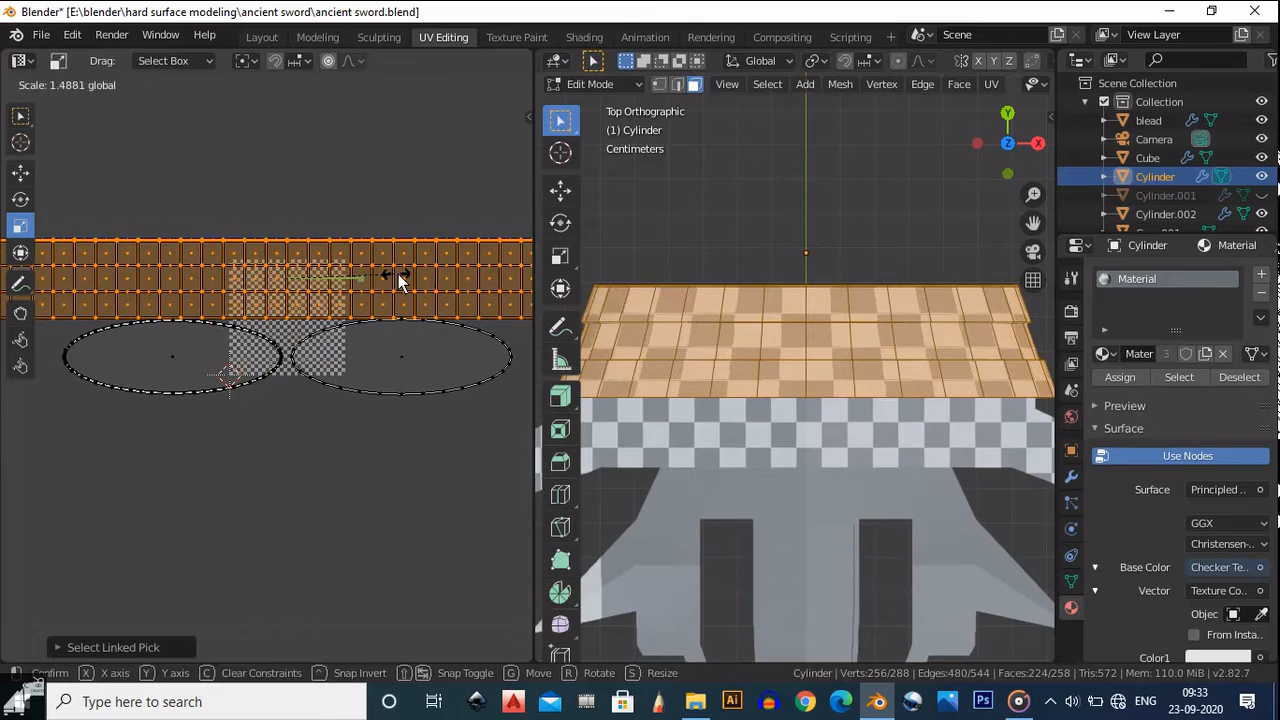 Blender* [E:\blender\hard surface modeling\ancient sword\ancient sword.blend]
File Edit Render Window Help Layout Modeling Sculpting UV Editing Texture Paint Shading Animation Rendering Compositing Scripting + Scene View Layer
Drag: Select Box Global X Y Z
Scale: 1.4881 global
Edit Mode View Select Add Mesh Vertex Edge Face UV
Top Orthographic
(1) Cylinder
Centimeters
Y
Z
X
Scene Collection
Collection
blead
Camera
Cube
Cylinder
Cylinder.001
Cylinder.002
Cylinder Material
Material
Mater 3
Assign Select Deselect
Preview
Surface
Use Nodes
Surface Principled ..
GGX
Christensen-..
Base Color Checker Te..
Vector Texture Co..
Objec
From Insta..
Color1
Select Linked Pick
Confirm X X axis Y Y axis C Clear Constraints Snap Invert Snap Toggle G Move R Rotate S Resize Cylinder | Verts:256/288 | Edges:480/544 | Faces:224/258 | Tris:572 | Mem: 110.0 MiB | v2.82.7
Type here to search
Ai
Ps
ENG
09:33
23-09-2020